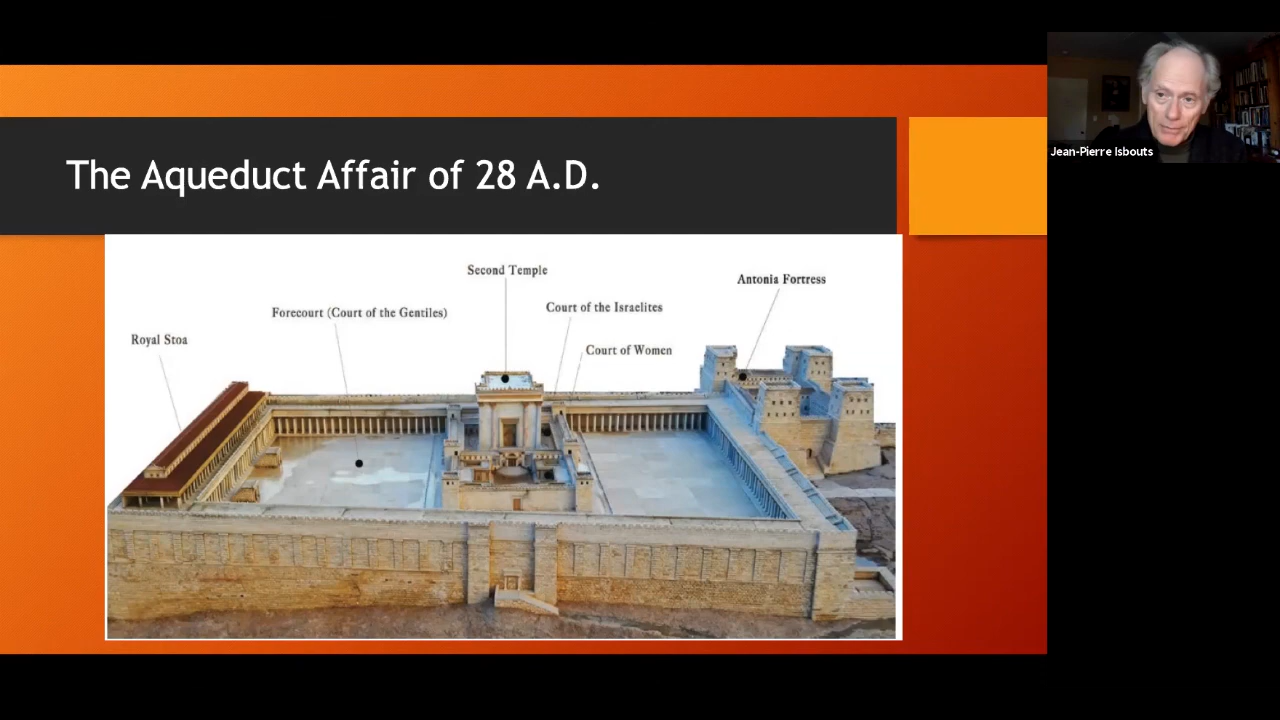 The Aqueduct Affair of 28 A.D.
Second Temple
Antonia Fortress
Forecourt (Court of the Gentiles)
Court of the Israelites
Royal Stoa
Court of Women
Jean-Pierre Isbouts